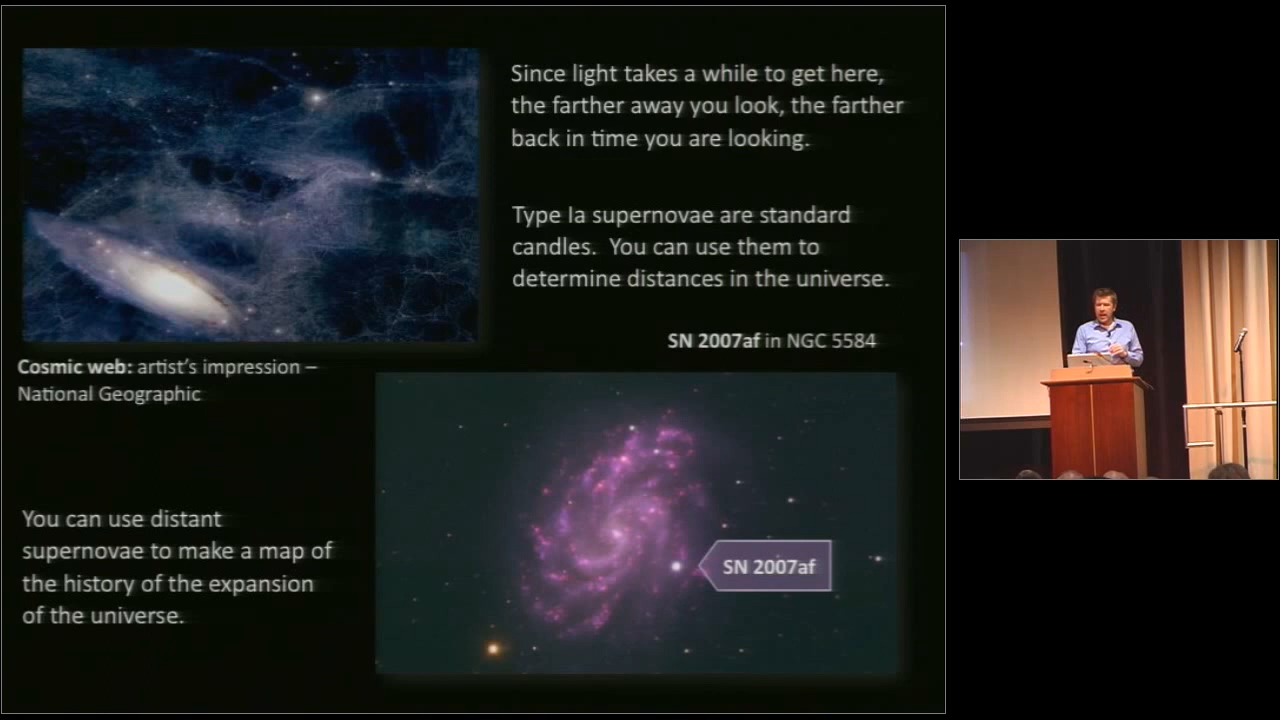 Since light takes a while to get here,
the farther away you look, the farther
back in time you are looking.
Type Ia supernovae are standard
candles. You can use them to
determine distances in the universe.
SN 2007af in NGC 5584
Cosmic web: artist's impression –
National Geographic
SN 2007af
You can use distant
supernovae to make a map of
the history of the expansion
of the universe.